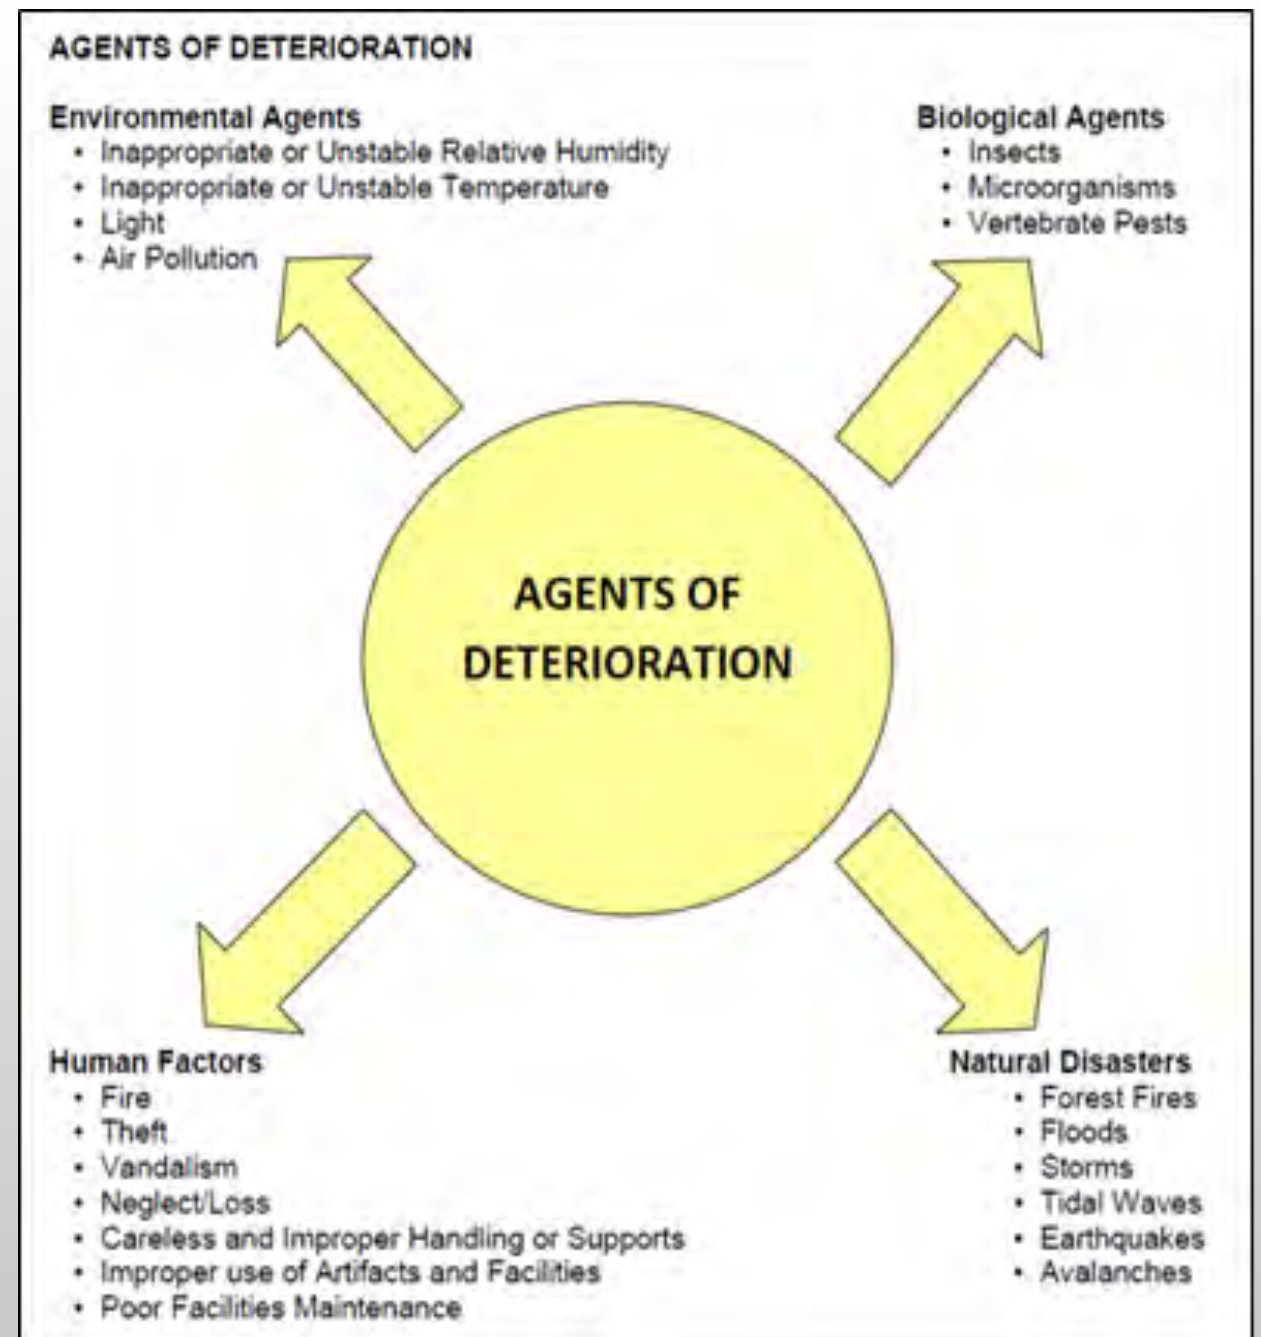 AGENTS OF DETERIORATION
Environmental Agents
• Inappropriate or Unstable Relative Humidity
• Inappropriate or Unstable Temperature
• Light
• Air Pollution
Biological Agents
• Insects
• Microorganisms
• Vertebrate Pests
AGENTS OF
DETERIORATION
Human Factors
• Fire
• Theft
• Vandalism
• Neglect/Loss
• Careless and Improper Handling or Supports
• Improper use of Artifacts and Facilities
• Poor Facilities Maintenance
Natural Disasters
• Forest Fires
• Floods
• Storms
• Tidal Waves
• Earthquakes
• Avalanches